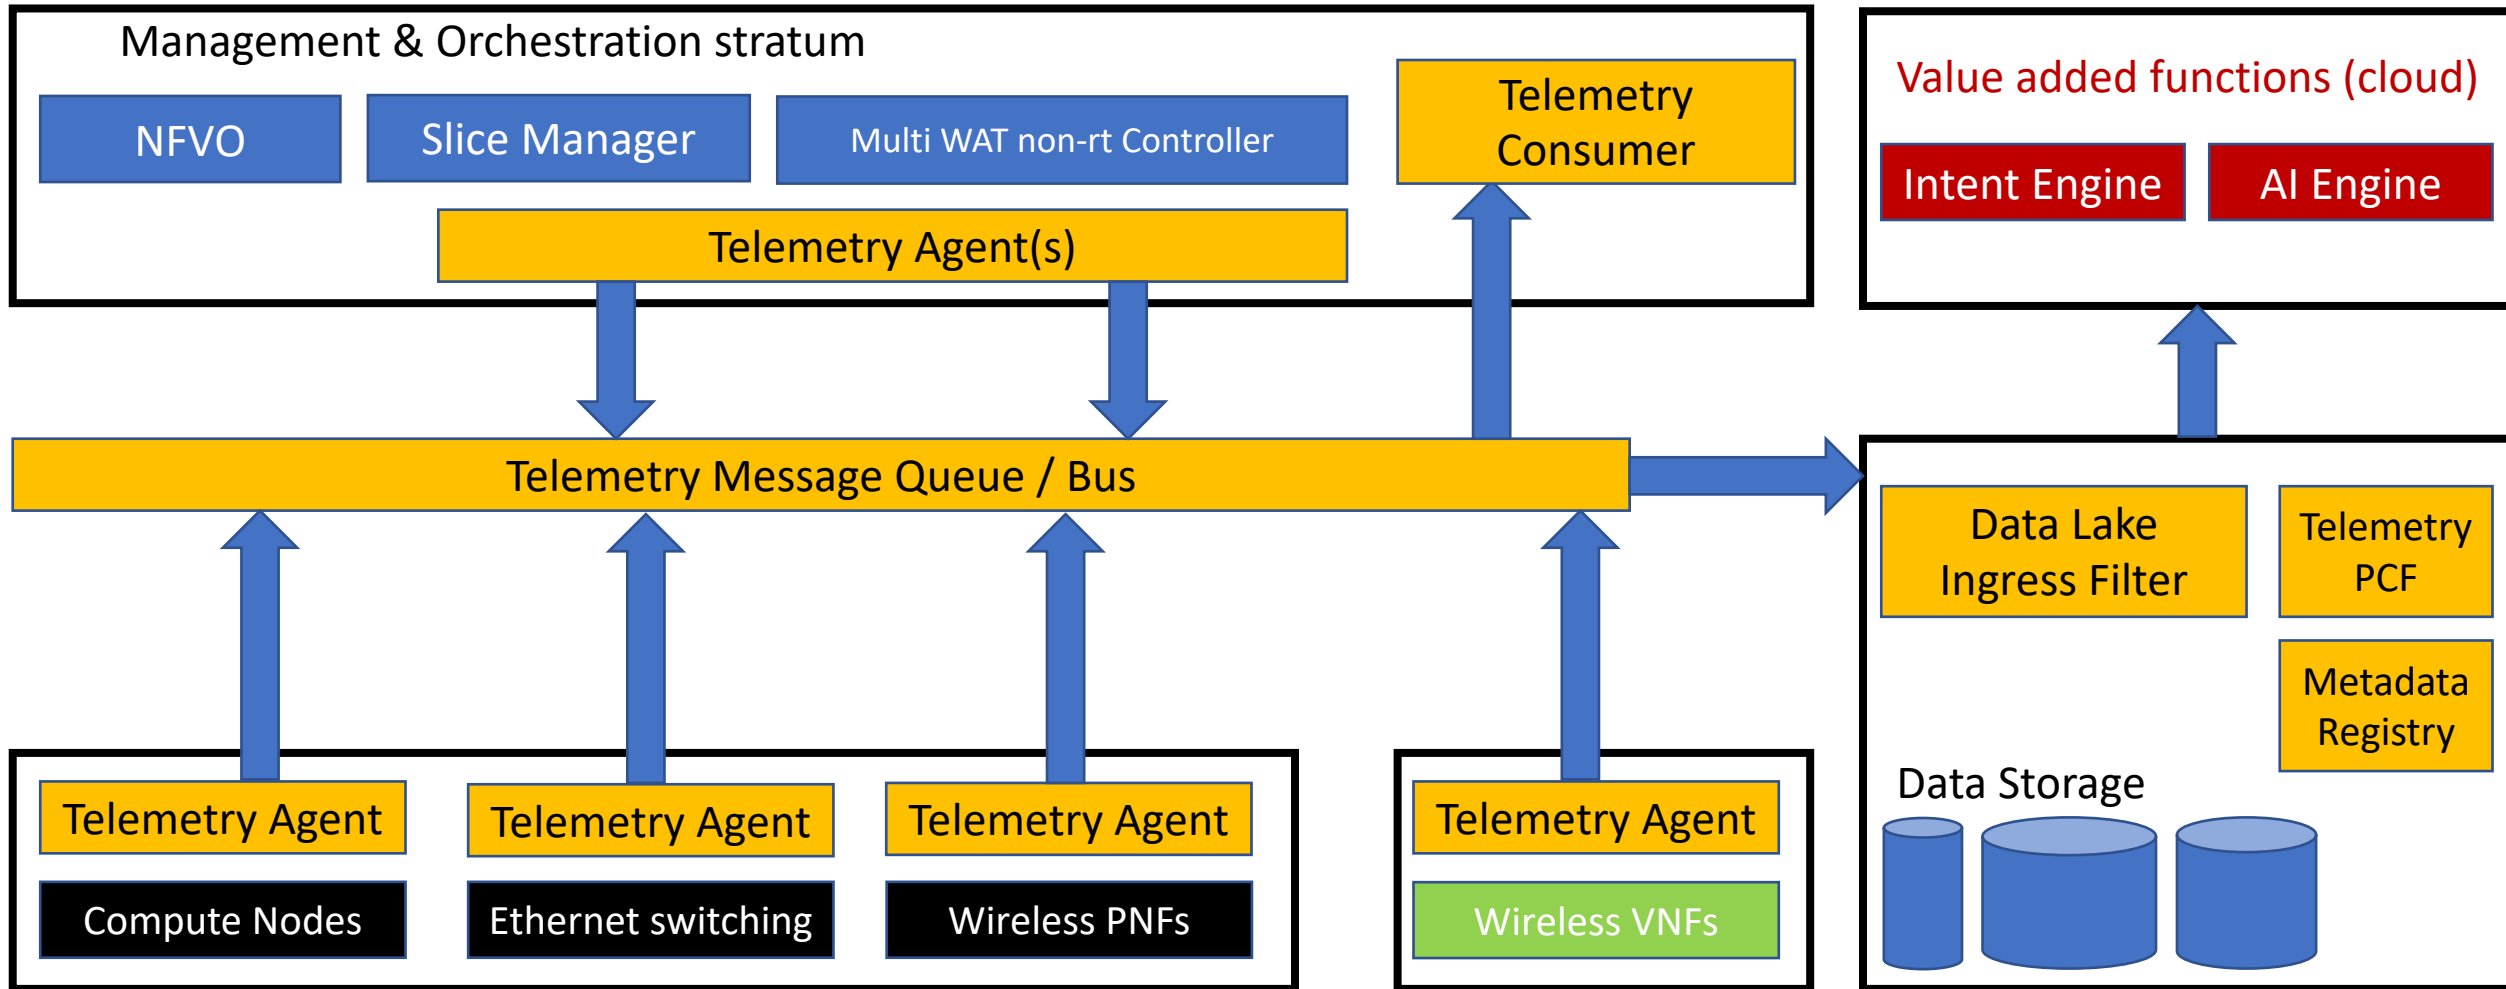 Management & Orchestration stratum
NFVO
Slice Manager
Multi WAT non-rt Controller
Telemetry
Consumer
Telemetry Agent(s)
Value added functions (cloud)
Intent Engine
AI Engine
Telemetry Message Queue / Bus
Data Lake
Ingress Filter
Telemetry
PCF
Metadata
Registry
Data Storage
Telemetry Agent
Compute Nodes
Telemetry Agent
Ethernet switching
Telemetry Agent
Wireless PNFs
Telemetry Agent
Wireless VNFs